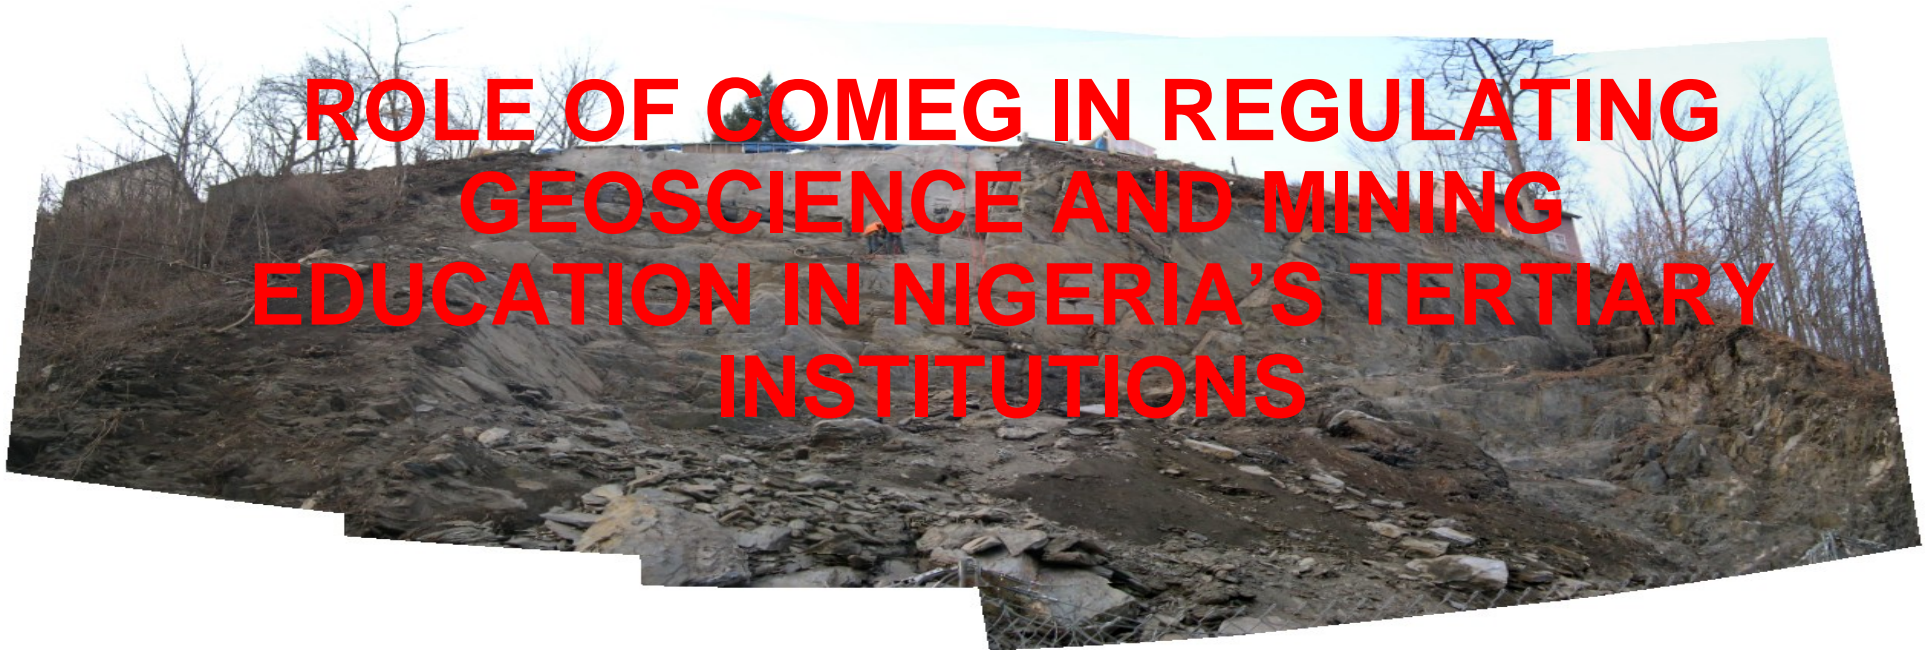 ROLE OF COMEG IN REGULATING
GEOSCIENCE AND MINING
EDUCATION IN NIGERIA’S TERTIARY
INSTITUTIONS